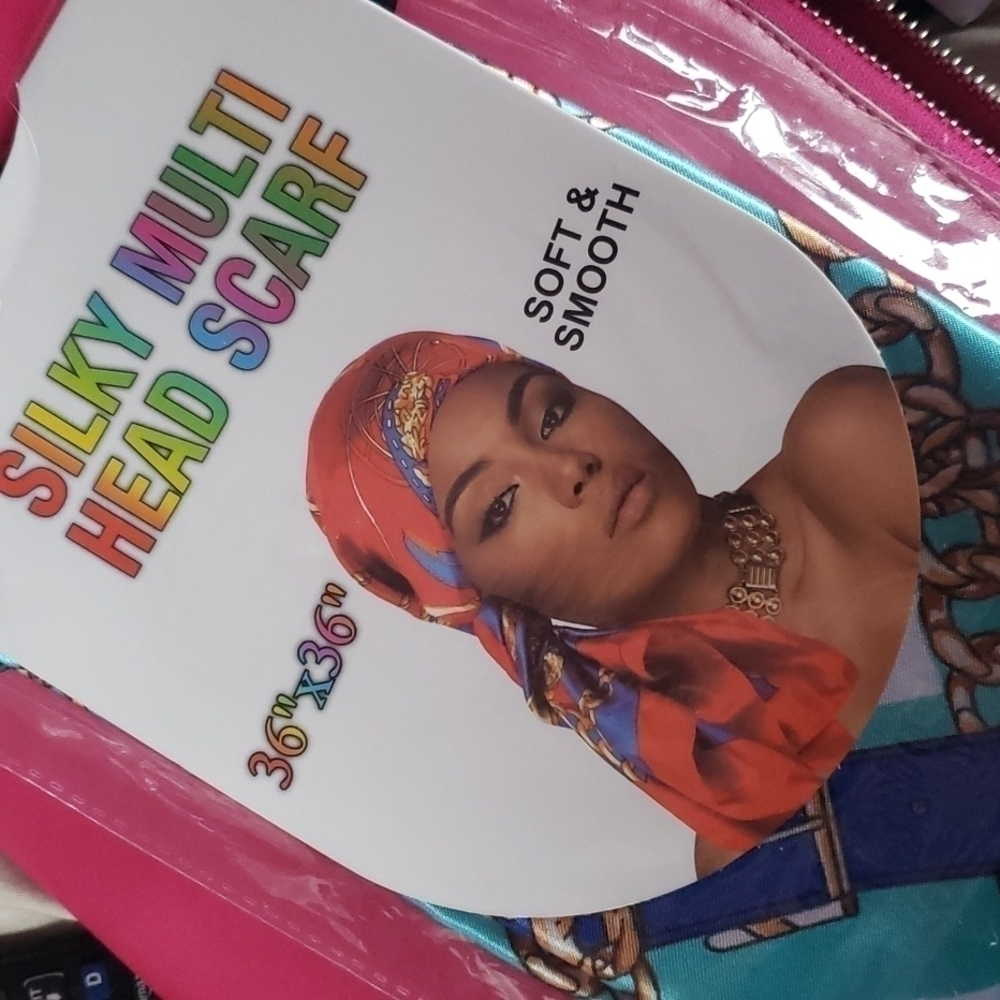 SILKY MULTI
HEAD SCARF
SOFT &
SMOOTH
36"x36"
D